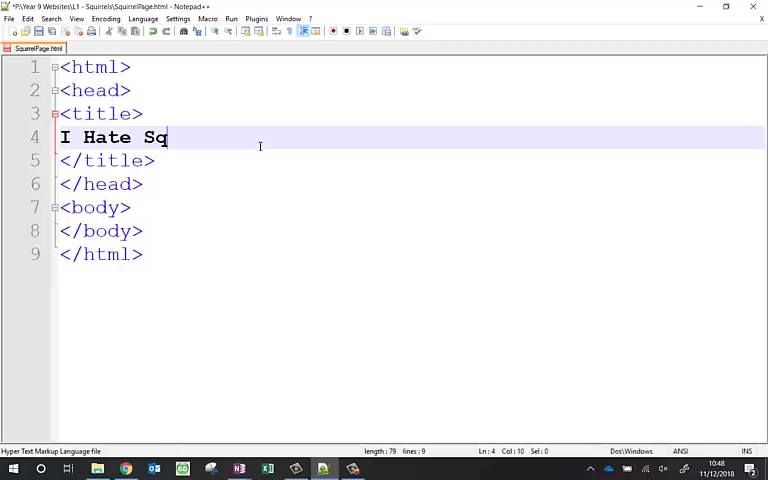 *P:\Year 9 Websites\L1 - Squirrels\SquirrelPage.html - Notepad++
File Edit Search View Encoding Language Settings Macro Run Plugins Window ? X
SquirrelPage.html
1 <html>
2 <head>
3 <title>
4 I Hate Sq
5 </title>
6 </head>
7 <body>
8 </body>
9 </html>
Hyper Text Markup Language file length : 79 lines : 9 Ln : 4 Col : 10 Sel : 0 Dos\Windows ANSI INS
10:48
11/12/2018